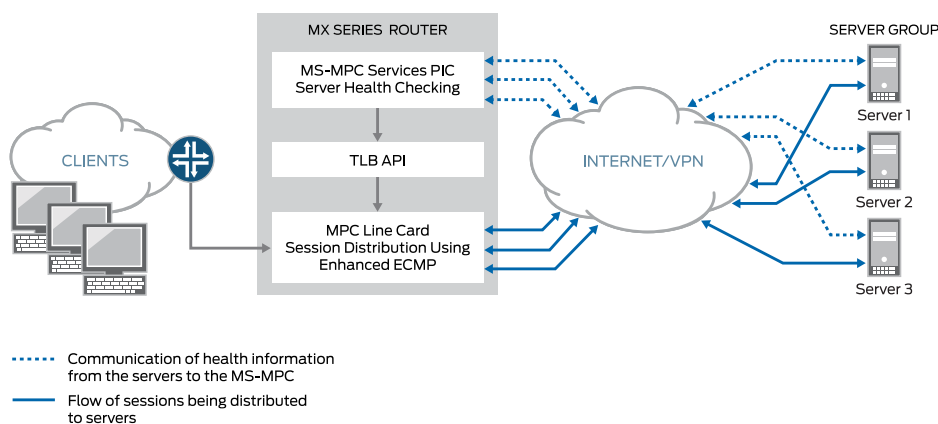 MX SERIES ROUTER
SERVER GROUP
MS-MPC Services PIC
Server Health Checking
Server 1
CLIENTS
TLB API
INTERNET/VPN
Server 2
MPC Line Card
Session Distribution Using
Enhanced ECMP
Server 3
Communication of health information
from the servers to the MS-MPC
Flow of sessions being distributed
to servers